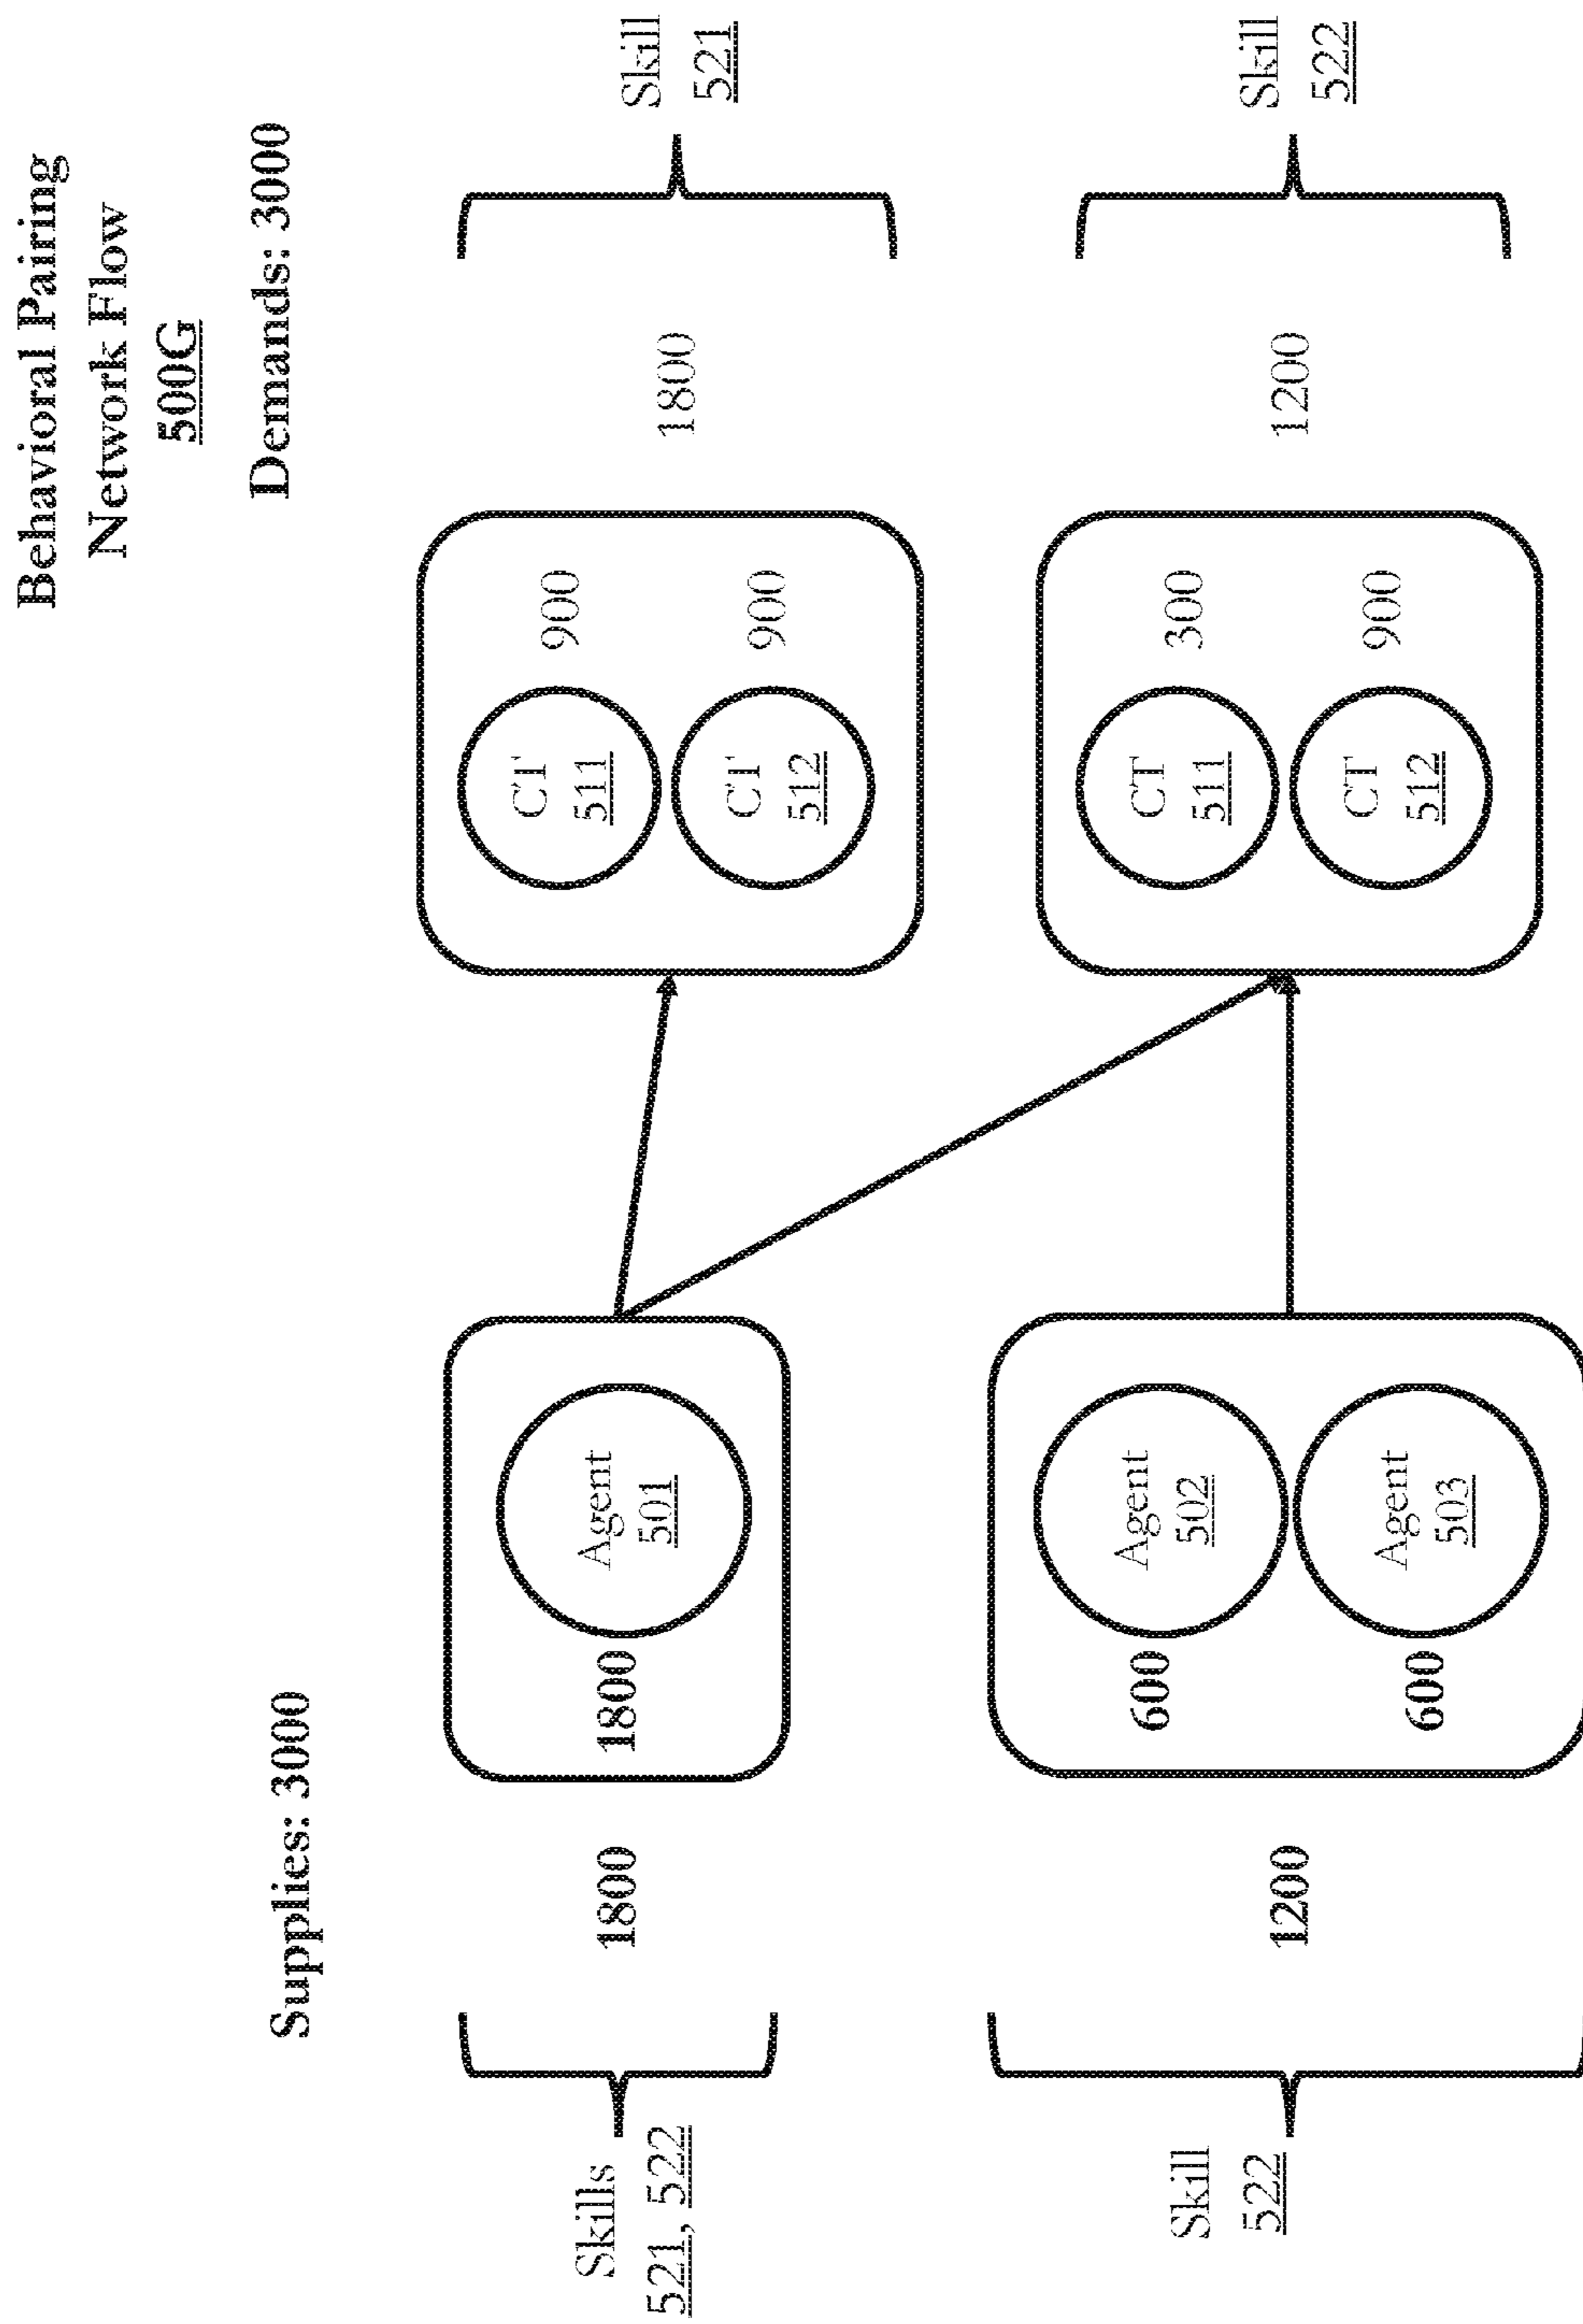 Behavioral Pairing
Network Flow
500G
Supplies: 3000
Demands: 3000
Skills
521, 522
1800
1800
Agent
501
CT
511
900
CT
512
900
1800
Skill
521
Skill
522
1200
600
Agent
502
600
Agent
503
CT
511
300
CT
512
900
1200
Skill
522